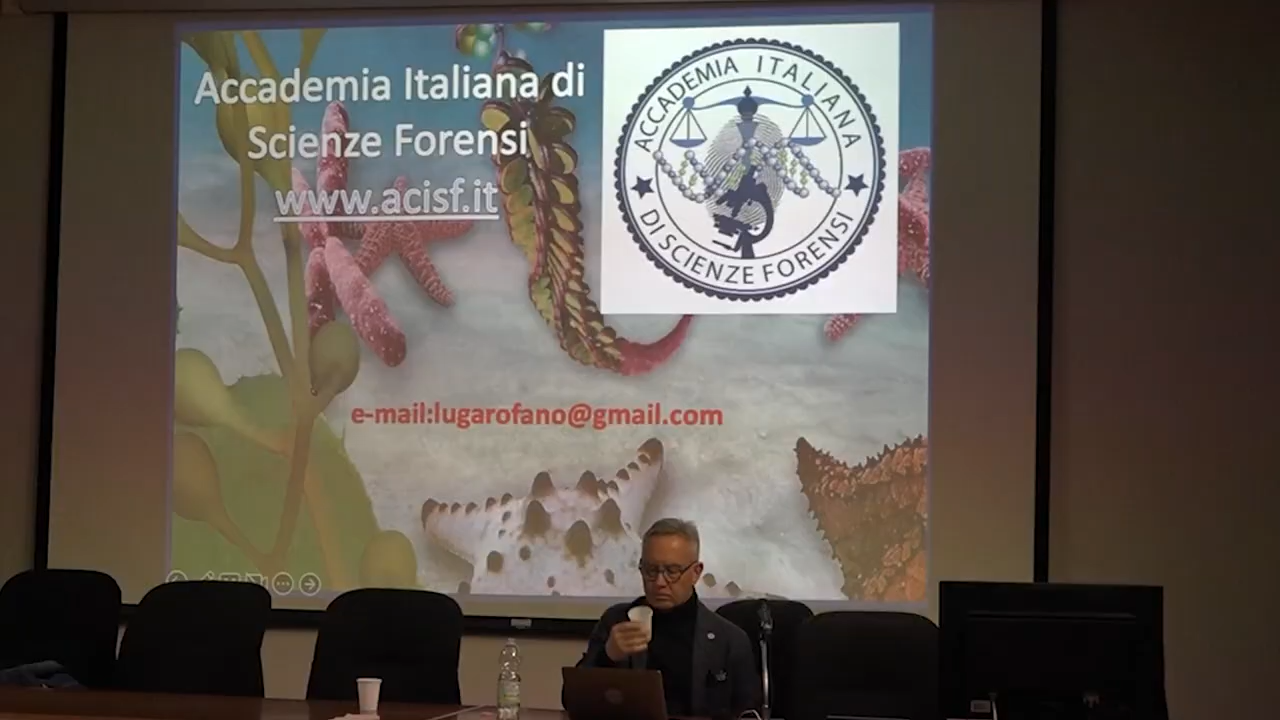 Accademia Italiana di
Scienze Forensi
www.acisf.it
ACCADEMIA ITALIANA
DI SCIENZE FORENSI
e-mail:lugarofano@gmail.com